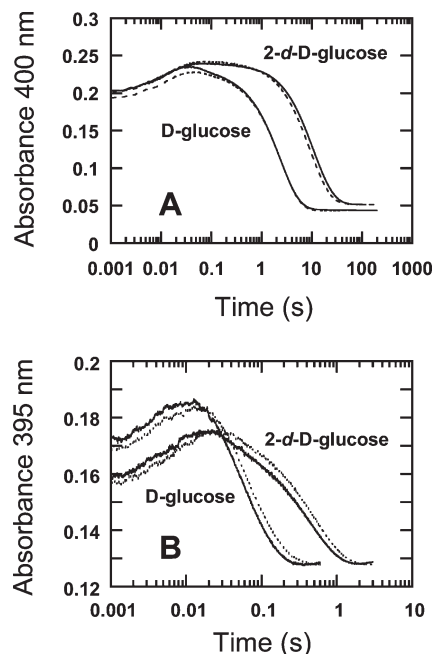 0.3
0.25
0.2
0.15
0.1
0.05
0
Absorbance 400 nm
2-d-D-glucose
D-glucose
A
0.001 0.01 0.1 1 10 100 1000
Time (s)
0.2
0.18
0.16
0.14
0.12
Absorbance 395 nm
2-d-D-glucose
D-glucose
B
0.001 0.01 0.1 1 10
Time (s)